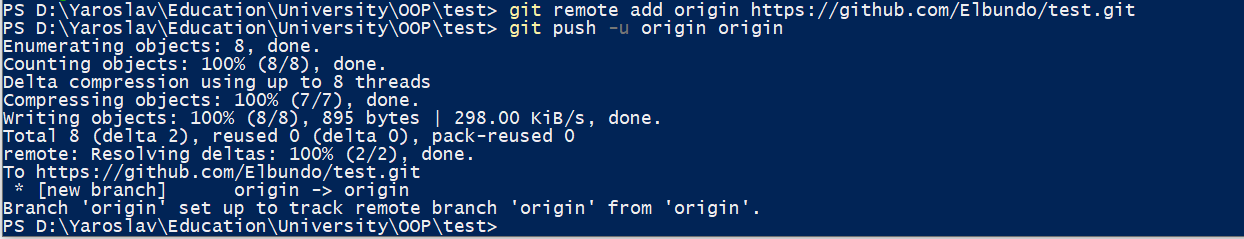 PS D:\Yaroslav\Education\University\OOP\test> git remote add origin https://github.com/Elbundo/test.git
PS D:\Yaroslav\Education\University\OOP\test> git push -u origin origin
Enumerating objects: 8, done.
Counting objects: 100% (8/8), done.
Delta compression using up to 8 threads
Compressing objects: 100% (7/7), done.
Writing objects: 100% (8/8), 895 bytes | 298.00 KiB/s, done.
Total 8 (delta 2), reused 0 (delta 0), pack-reused 0
remote: Resolving deltas: 100% (2/2), done.
To https://github.com/Elbundo/test.git
 * [new branch]      origin -> origin
Branch 'origin' set up to track remote branch 'origin' from 'origin'.
PS D:\Yaroslav\Education\University\OOP\test>